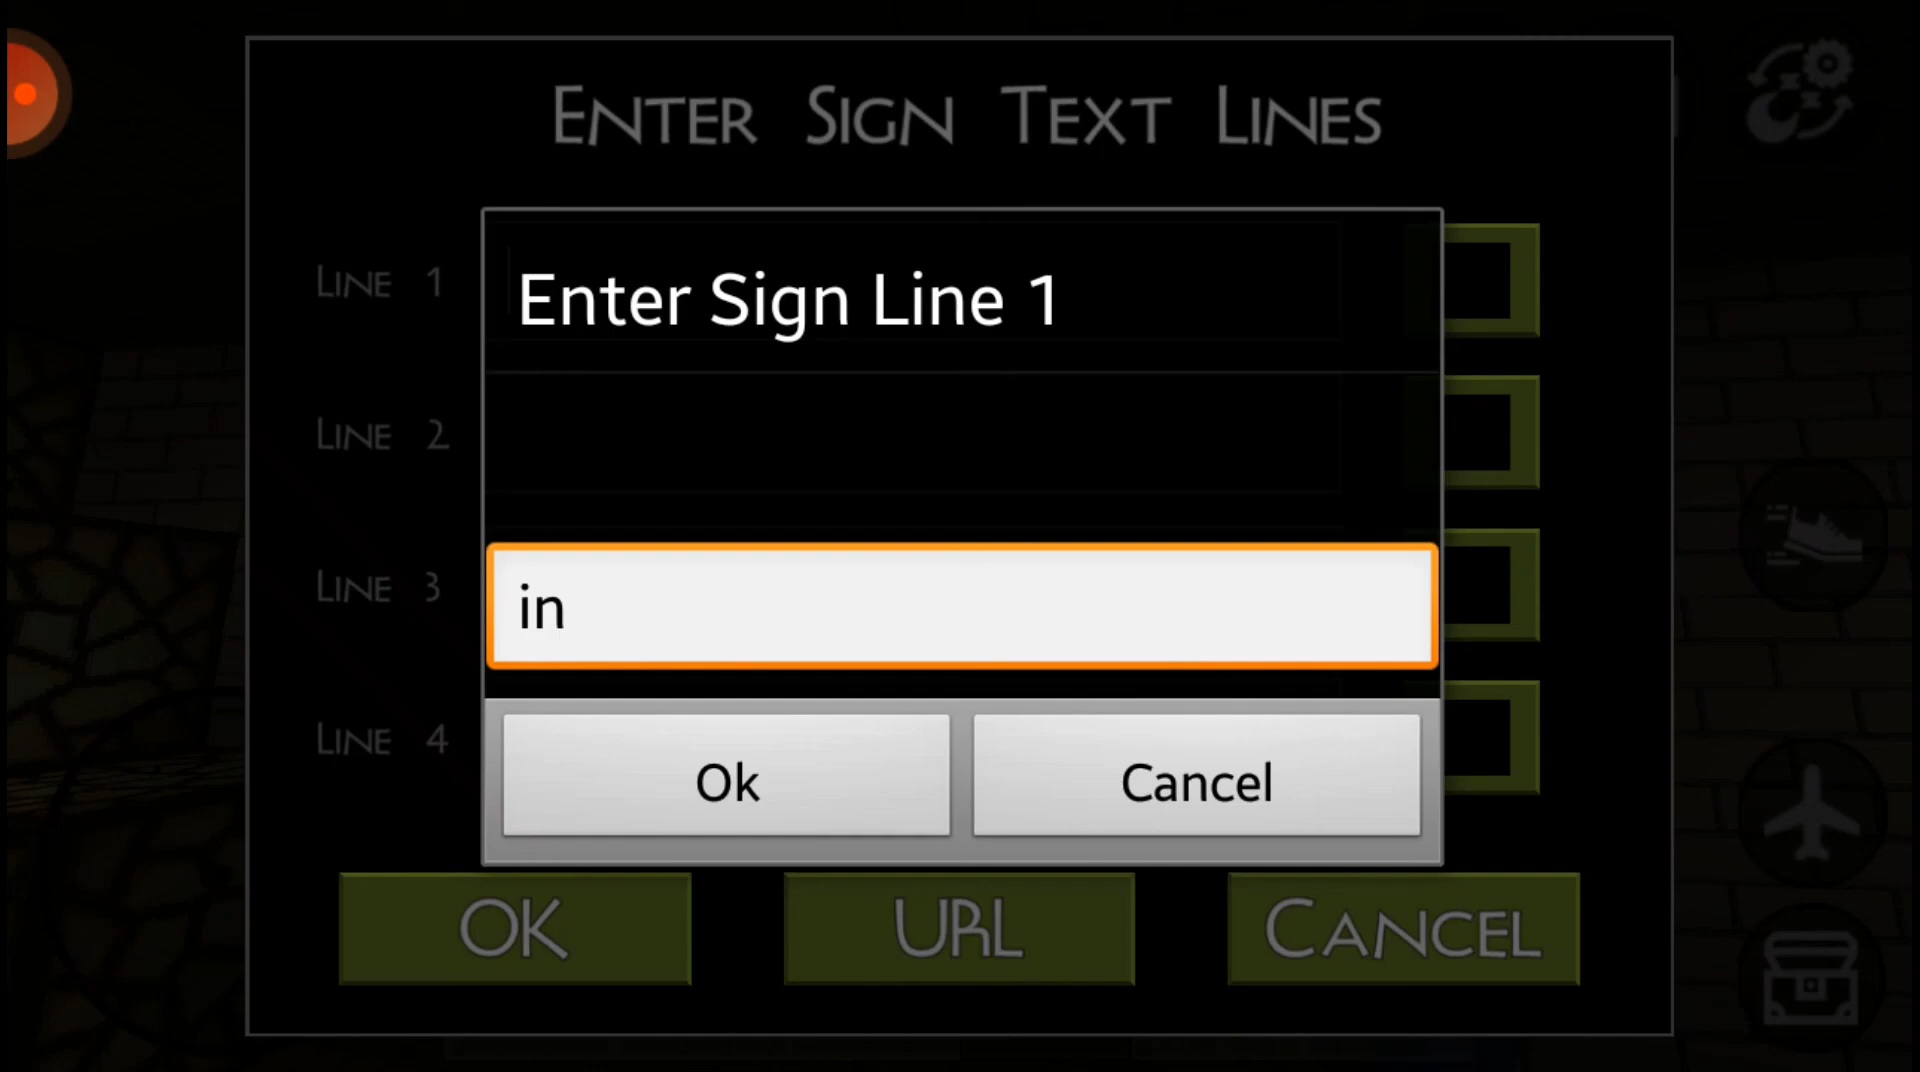 Enter Sign Text Lines
Line 1
Enter Sign Line 1
Line 2
Line 3
in
Line 4
Ok
Cancel
OK
URL
Cancel